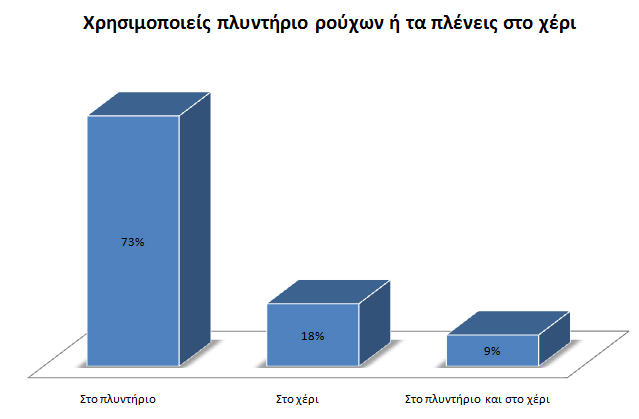 Χρησιμοποιείς πλυντήριο ρούχων ή τα πλένεις στο χέρι
73%
18%
9%
Στο πλυντήριο
Στο χέρι
Στο πλυντήριο και στο χέρι